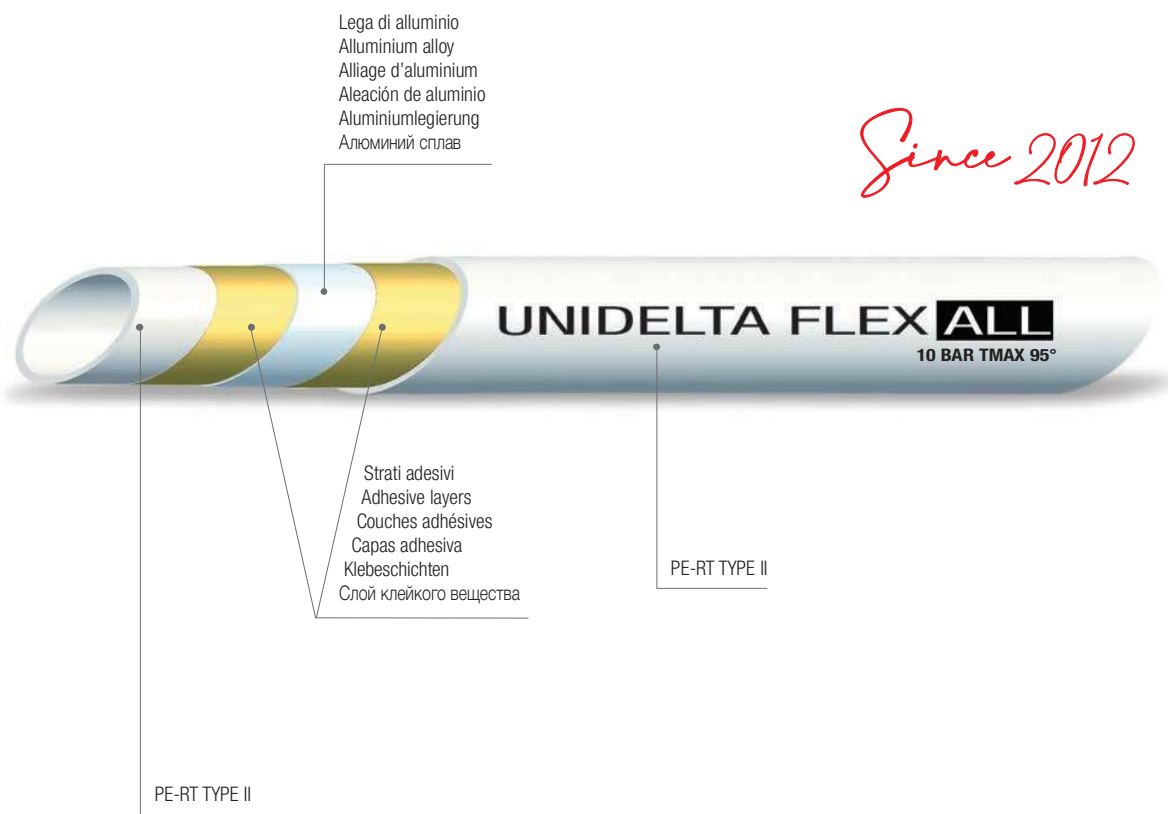 Lega di alluminio
Alluminium alloy
Alliage d'aluminium
Aleación de aluminio
Aluminiumlegierung
Алюминий сплав
Since 2012
UNIDELTA FLEX ALL
10 BAR TMAX 95°
Strati adesivi
Adhesive layers
Couches adhésives
Capas adhesiva
Klebeschichten
Слой клейкого вещества
PE-RT TYPE II
PE-RT TYPE II